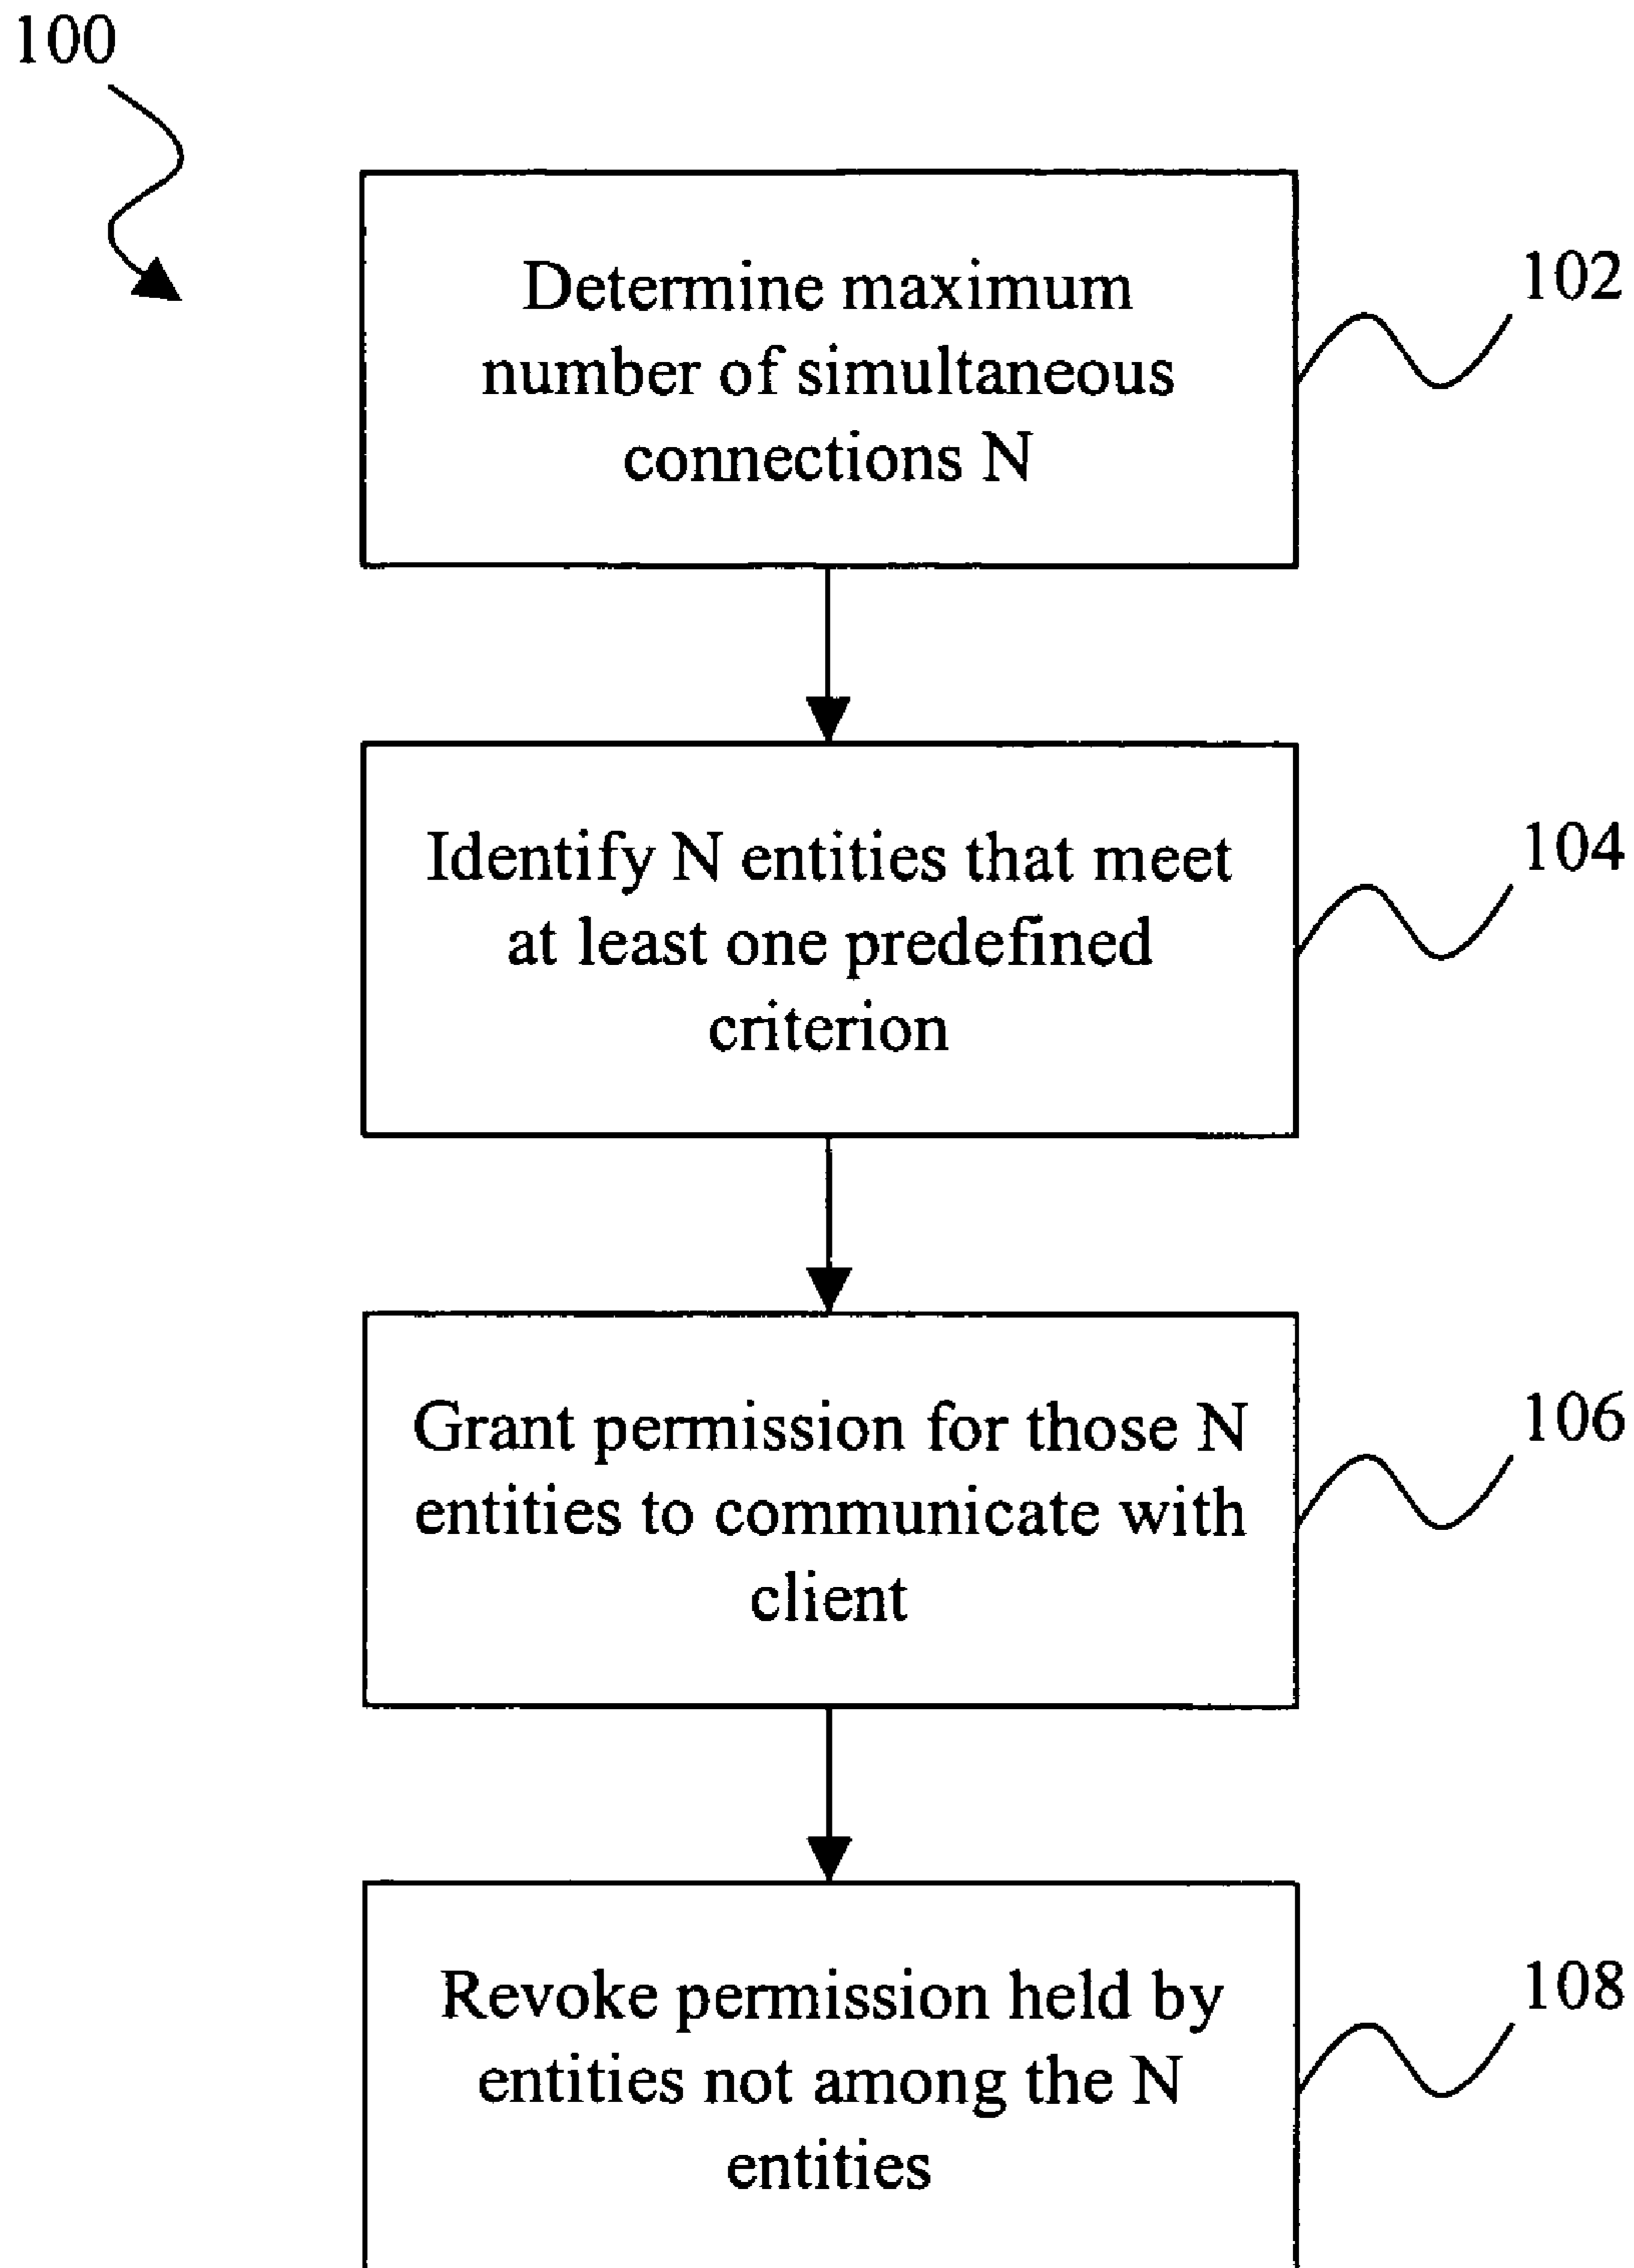 100
Determine maximum
number of simultaneous
connections N
102
Identify N entities that meet
at least one predefined
criterion
104
Grant permission for those N
entities to communicate with
client
106
Revoke permission held by
entities not among the N
entities
108